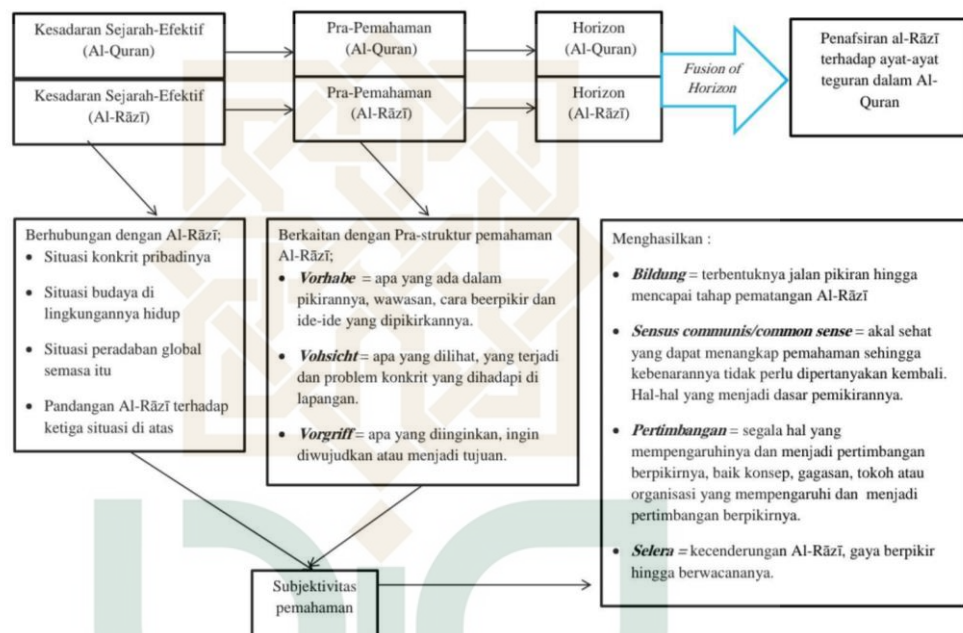 Kesadaran Sejarah-Efektif
(Al-Quran)
Pra-Pemahaman
(Al-Quran)
Horizon
(Al-Quran)
Kesadaran Sejarah-Efektif
(Al-Rāzī)
Pra-Pemahaman
(Al-Rāzī)
Horizon
(Al-Rāzī)
Fusion of
Horizon
Penafsiran al-Rāzī
terhadap ayat-ayat
teguran dalam Al-
Quran
Berhubungan dengan Al-Rāzī;
• Situasi konkrit pribadinya
• Situasi budaya di
lingkungannya hidup
• Situasi peradaban global
semasa itu
• Pandangan Al-Rāzī terhadap
ketiga situasi di atas
Berkaitan dengan Pra-struktur pemahaman
Al-Rāzī;
• Vorhabe = apa yang ada dalam
pikirannya, wawasan, cara beerpikir dan
ide-ide yang dipikirkannya.
• Vohsicht = apa yang dilihat, yang terjadi
dan problem konkrit yang dihadapi di
lapangan.
• Vorgriff = apa yang diinginkan, ingin
diwujudkan atau menjadi tujuan.
Menghasilkan :
• Bildung = terbentuknya jalan pikiran hingga
mencapai tahap pematangan Al-Rāzī
• Sensus communis/common sense = akal sehat
yang dapat menangkap pemahaman sehingga
kebenarannya tidak perlu dipertanyakan kembali.
Hal-hal yang menjadi dasar pemikirannya.
• Pertimbangan = segala hal yang
mempengaruhinya dan menjadi pertimbangan
berpikirnya, baik konsep, gagasan, tokoh atau
organisasi yang mempengaruhi dan menjadi
pertimbangan berpikirnya.
• Selera = kecenderungan Al-Rāzī, gaya berpikir
hingga berwacananya.
Subjektivitas
pemahaman